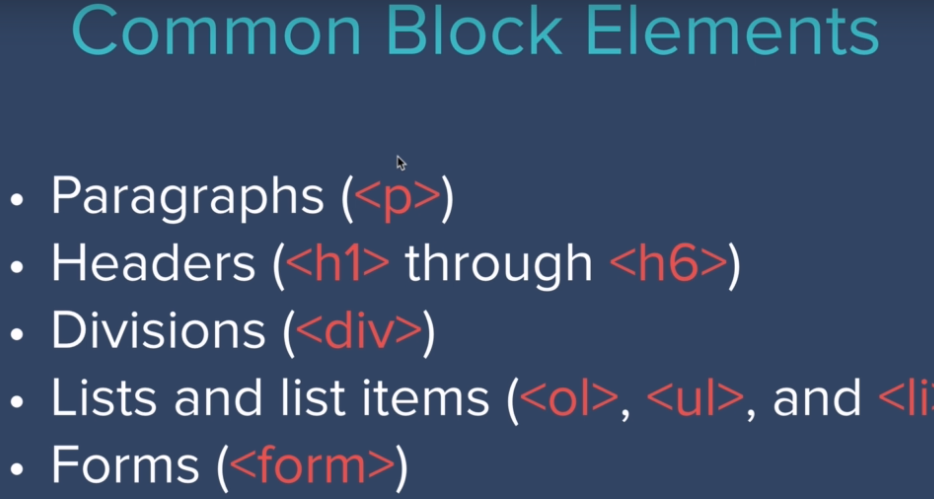 Common Block Elements
• Paragraphs (<p>)
• Headers (<h1> through <h6>)
• Divisions (<div>)
• Lists and list items (<ol>, <ul>, and <li
• Forms (<form>)